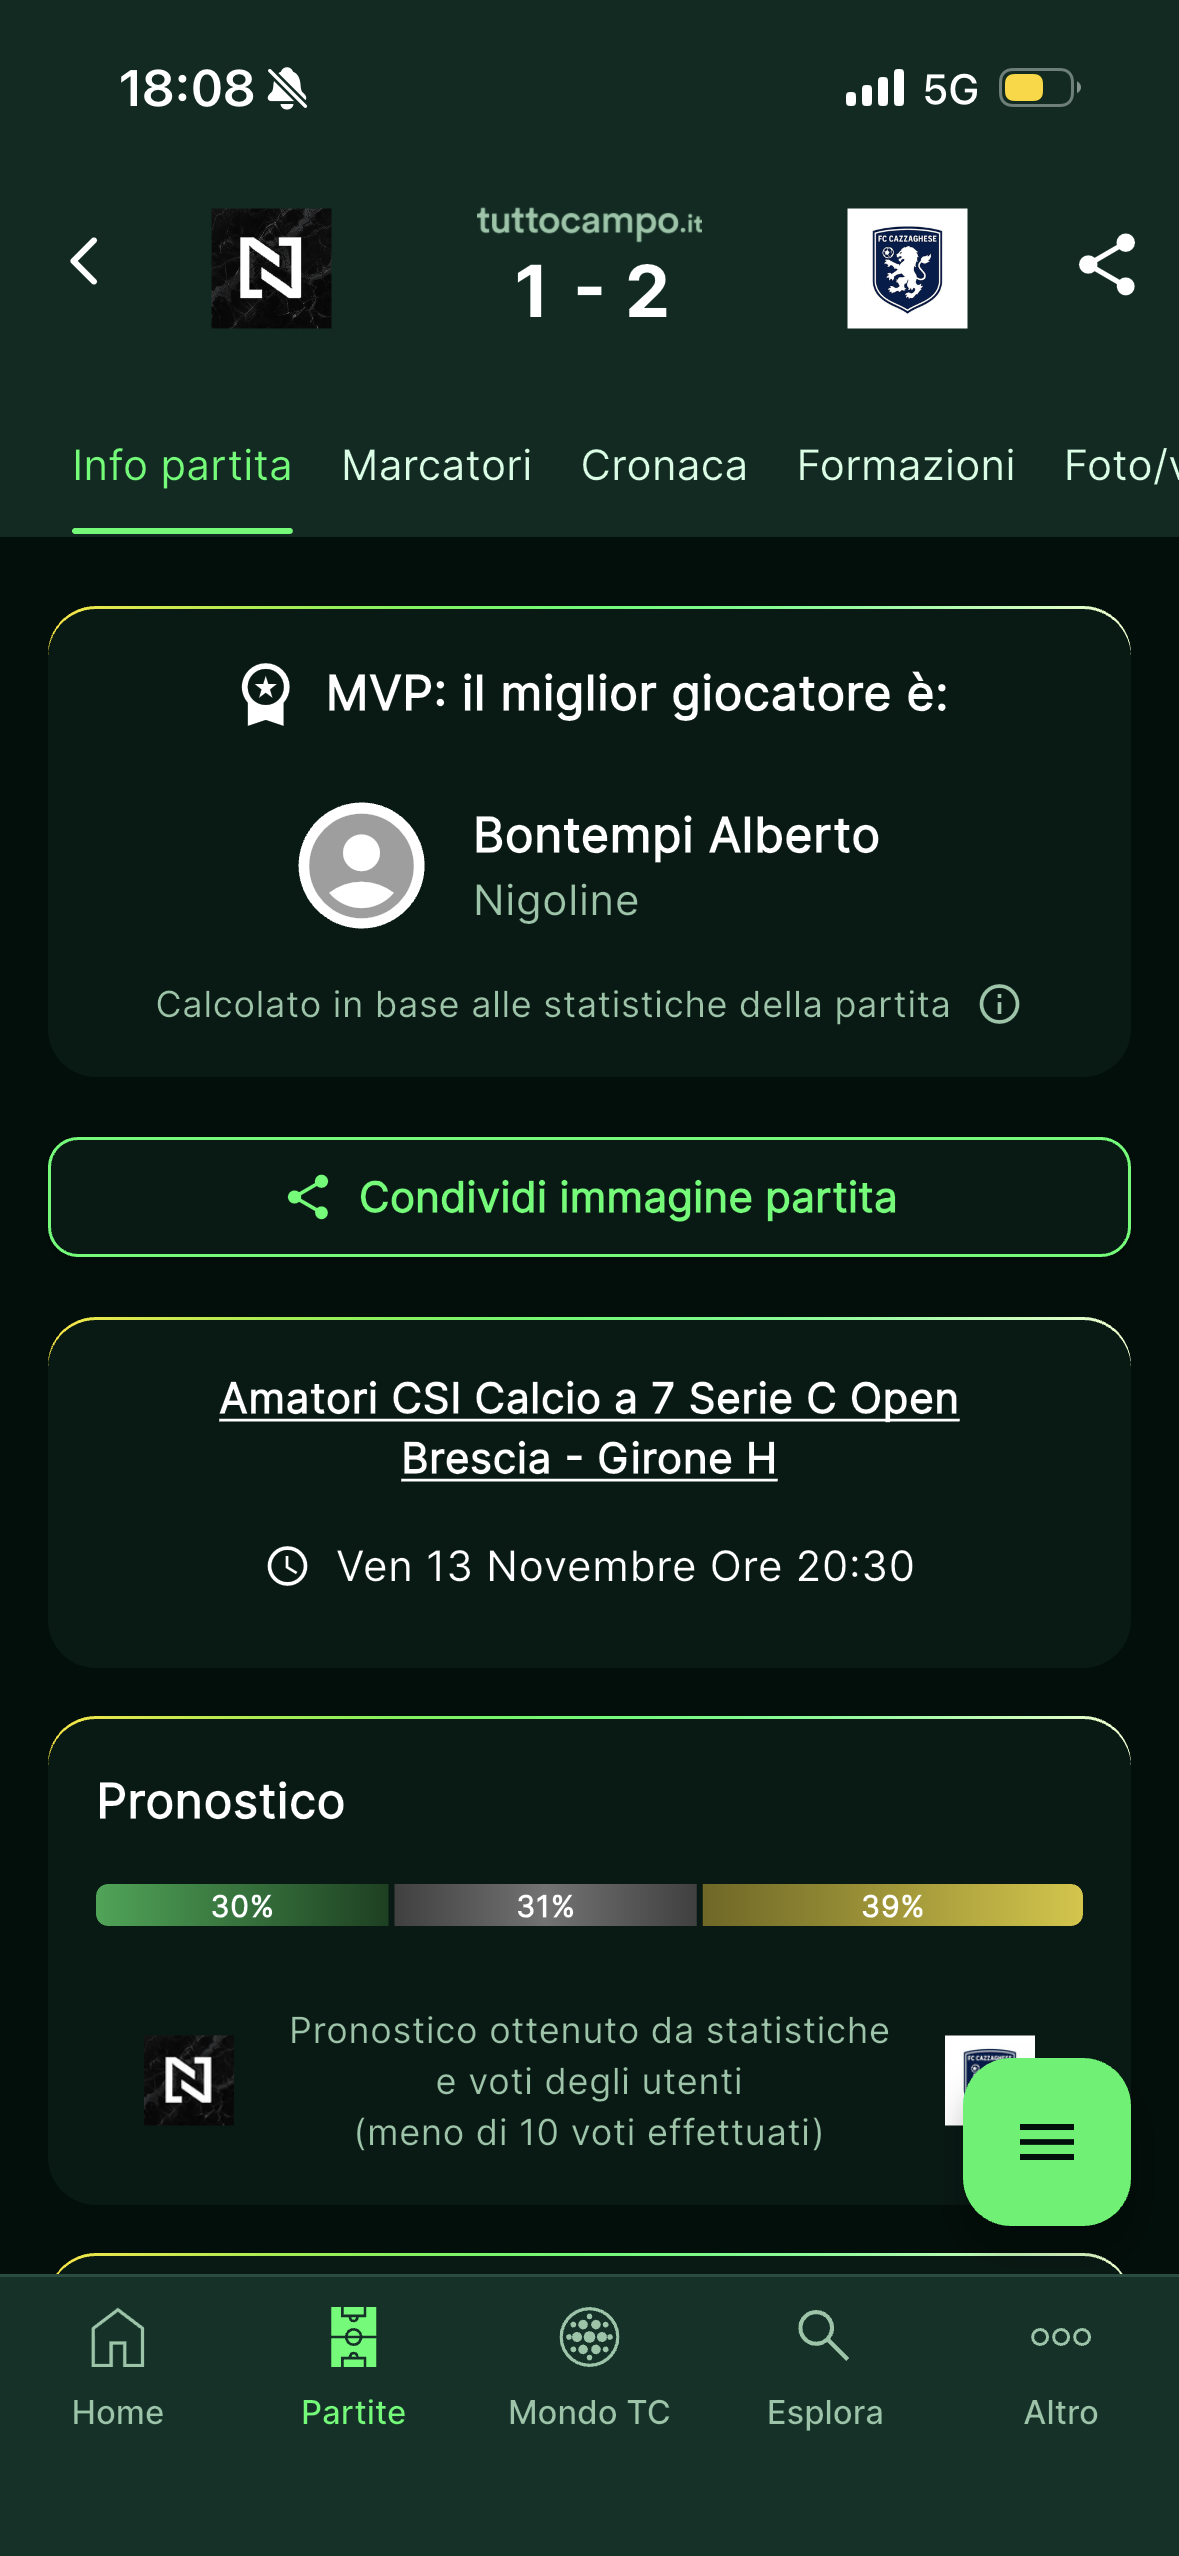 18:08
5G
tuttocampo.it
1 - 2
FC CAZZAGHESE
Info partita
Marcatori
Cronaca
Formazioni
Foto/v
MVP: il miglior giocatore è:
Bontempi Alberto
Nigoline
Calcolato in base alle statistiche della partita
Condividi immagine partita
Amatori CSI Calcio a 7 Serie C Open
Brescia - Girone H
Ven 13 Novembre Ore 20:30
Pronostico
30%
31%
39%
Pronostico ottenuto da statistiche
e voti degli utenti
(meno di 10 voti effettuati)
FC CAZZAGHESE
Home
Partite
Mondo TC
Esplora
Altro